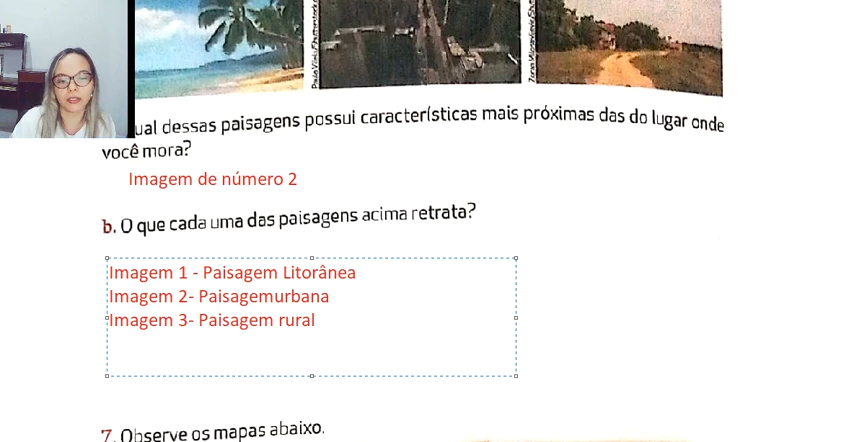 ual dessas paisagens possui características mais próximas das do lugar onde
você mora?
Imagem de número 2
b. O que cada uma das paisagens acima retrata?
Imagem 1 - Paisagem Litorânea
Imagem 2- Paisagemurbana
Imagem 3- Paisagem rural
7. Observe os mapas abaixo.